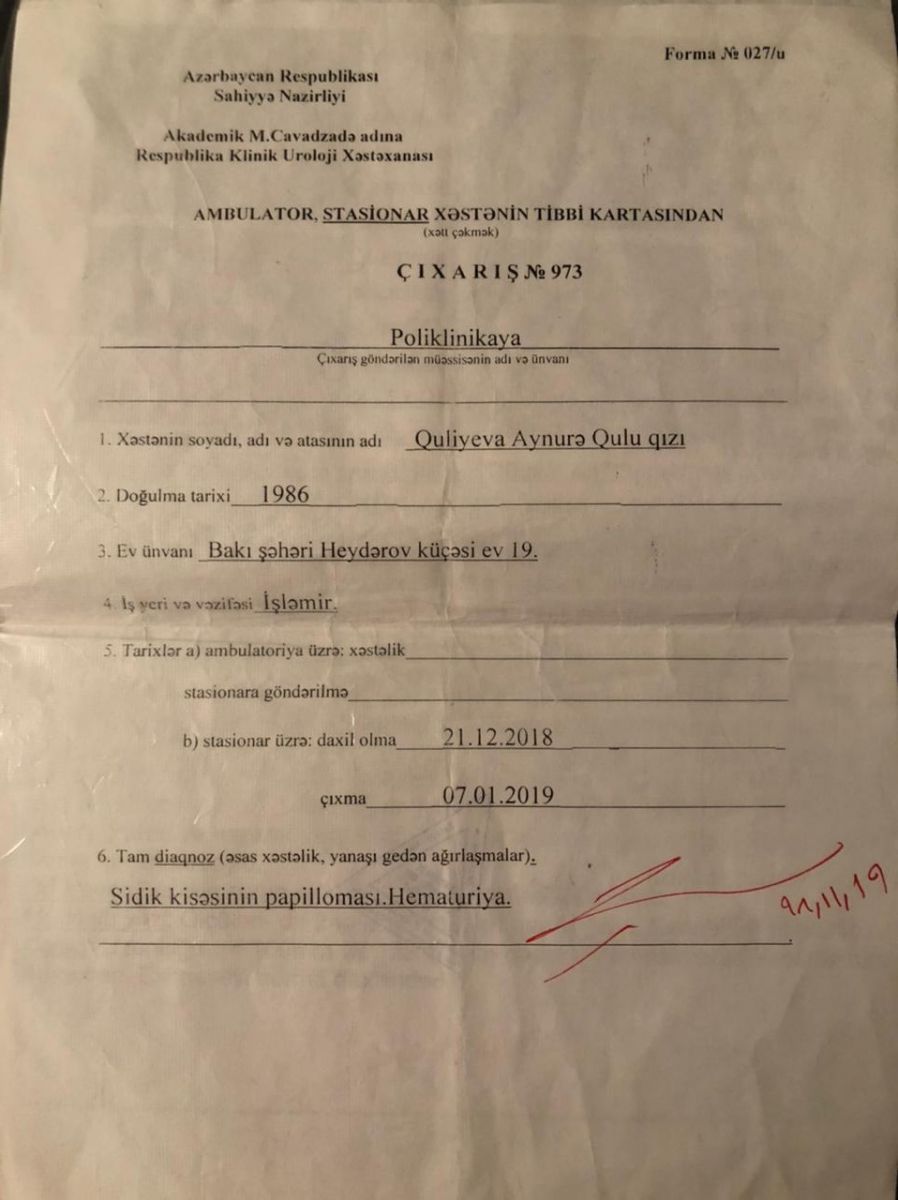 Forma № 027/u
Azərbaycan Respublikası
Səhiyyə Nazirliyi
Akademik M.Cavadzadə adına
Respublika Klinik Uroloji Xəstəxanası
AMBULATOR, STASİONAR XƏSTƏNİN TİBBİ KARTASINDAN
(xətt çəkmək)
ÇIXARIŞ № 973
Poliklinikaya
Çıxarış göndərilən müəssisənin adı və ünvanı
1. Xəstənin soyadı, adı və atasının adı Quliyeva Aynurə Qulu qızı
2. Doğulma tarixi 1986
3. Ev ünvanı Bakı şəhəri Heydərov küçəsi ev 19.
4. İş yeri və vəzifəsi İşləmir.
5. Tarixlər a) ambulatoriya üzrə: xəstəlik
stasionara göndərilmə
b) stasionar üzrə: daxil olma 21.12.2018
çıxma 07.01.2019
6. Tam diaqnoz (əsas xəstəlik, yanaşı gedən ağırlaşmalar).
Sidik kisəsinin papilloması.Hematuriya.